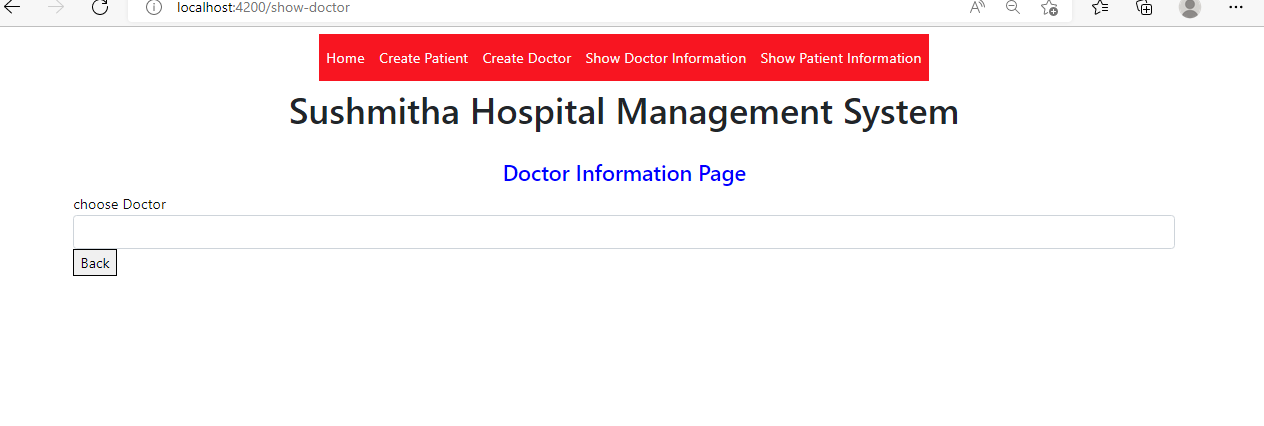 localhost:4200/show-doctor
Home Create Patient Create Doctor Show Doctor Information Show Patient Information
Sushmitha Hospital Management System
Doctor Information Page
choose Doctor
Back